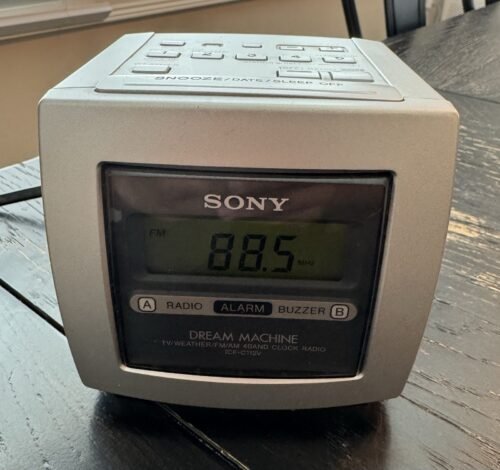 SNOOZE/DATE/SLEEP OFF
SONY
FM
88.5 MHz
A RADIO ALARM BUZZER B
DREAM MACHINE
TV/WEATHER/FM/AM 4BAND CLOCK RADIO
ICF-C112V